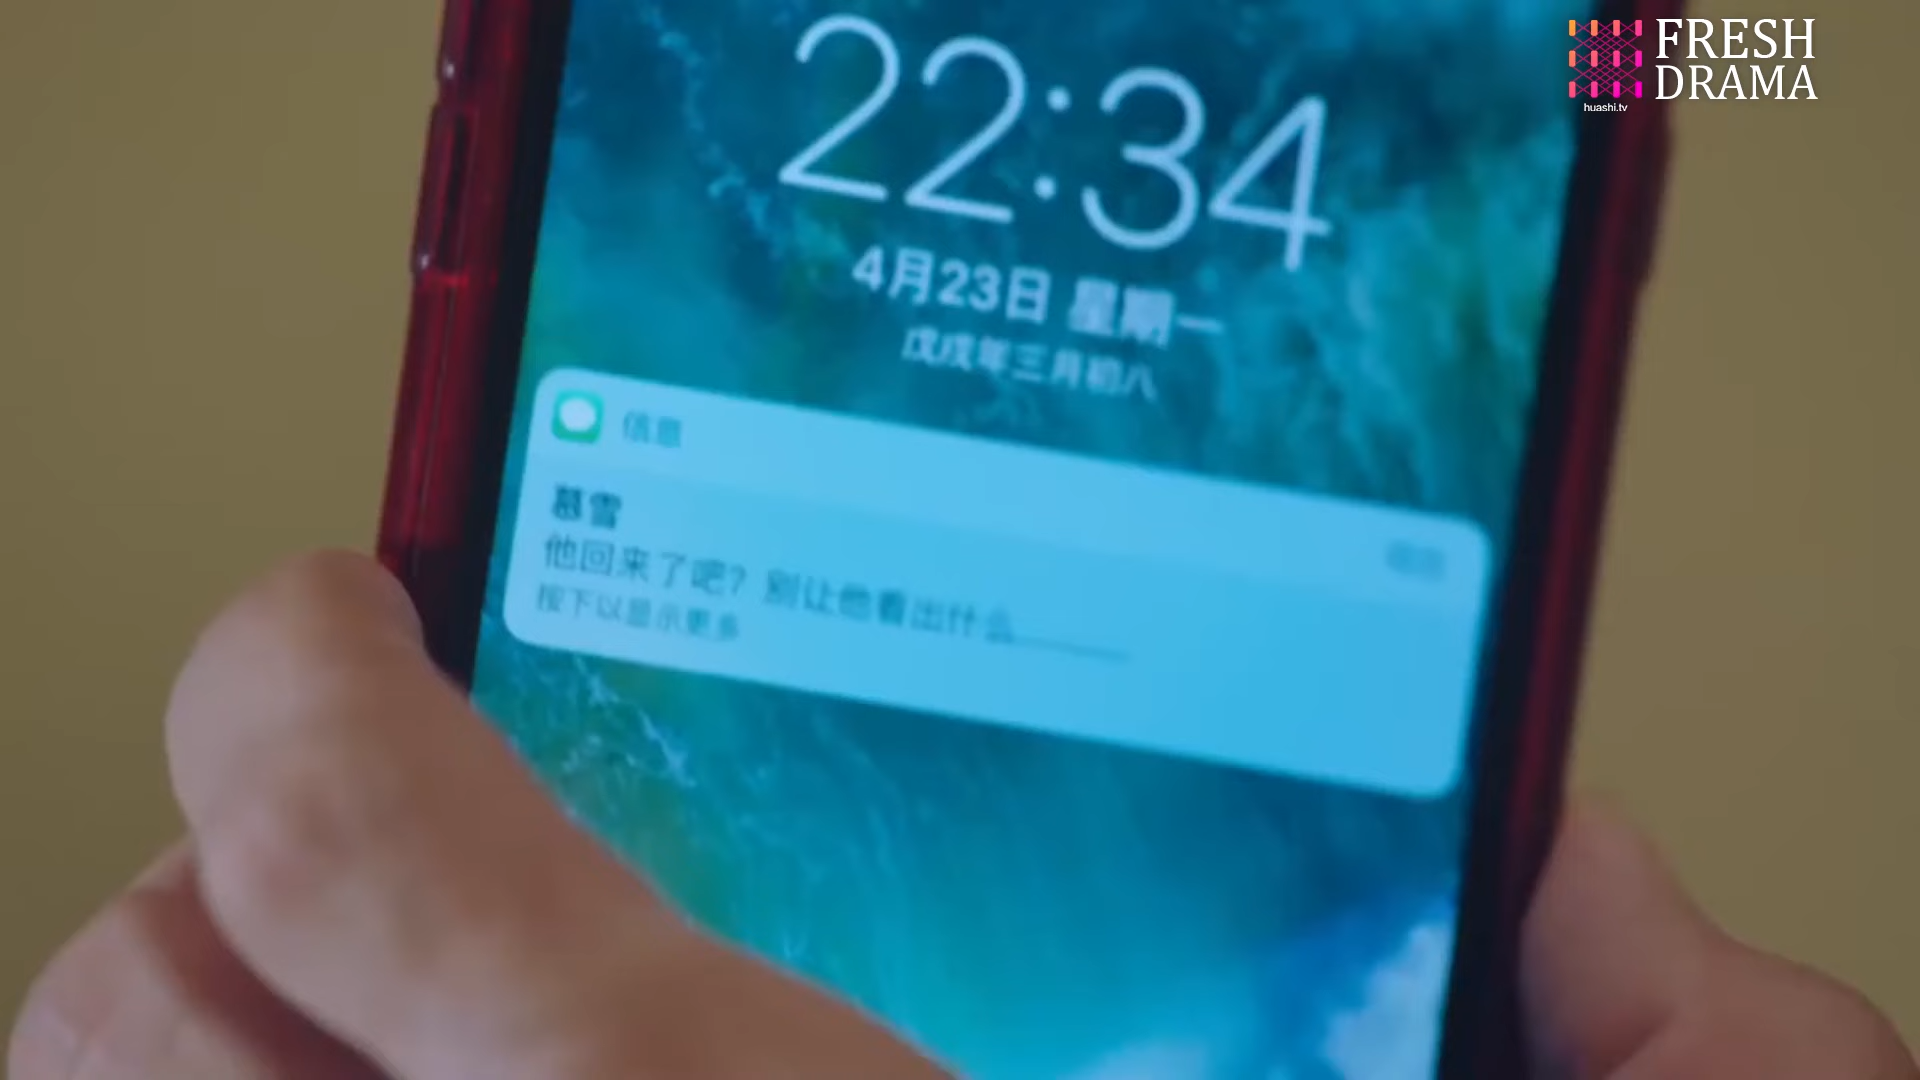 FRESH
DRAMA
huashi.tv
22:34
4月23日 星期一
戊戌年三月初八
信息
慕雪
他回来了吧？别让他看出什么
按下以显示更多